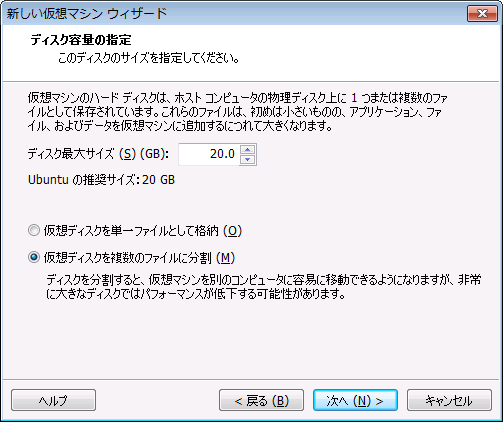 新しい仮想マシン ウィザード
ディスク容量の指定
このディスクのサイズを指定してください。
仮想マシンのハード ディスクは、ホスト コンピュータの物理ディスク上に 1 つまたは複数のファ
イルとして保存されています。これらのファイルは、初めは小さいものの、アプリケーション、ファ
イル、およびデータを仮想マシンに追加するにつれて大きくなります。
ディスク最大サイズ (S) (GB): 20.0
Ubuntu の推奨サイズ: 20 GB
仮想ディスクを単一ファイルとして格納 (O)
仮想ディスクを複数のファイルに分割 (M)
ディスクを分割すると、仮想マシンを別のコンピュータに容易に移動できるようになりますが、非常
に大きなディスクではパフォーマンスが低下する可能性があります。
ヘルプ < 戻る (B) 次へ (N) > キャンセル